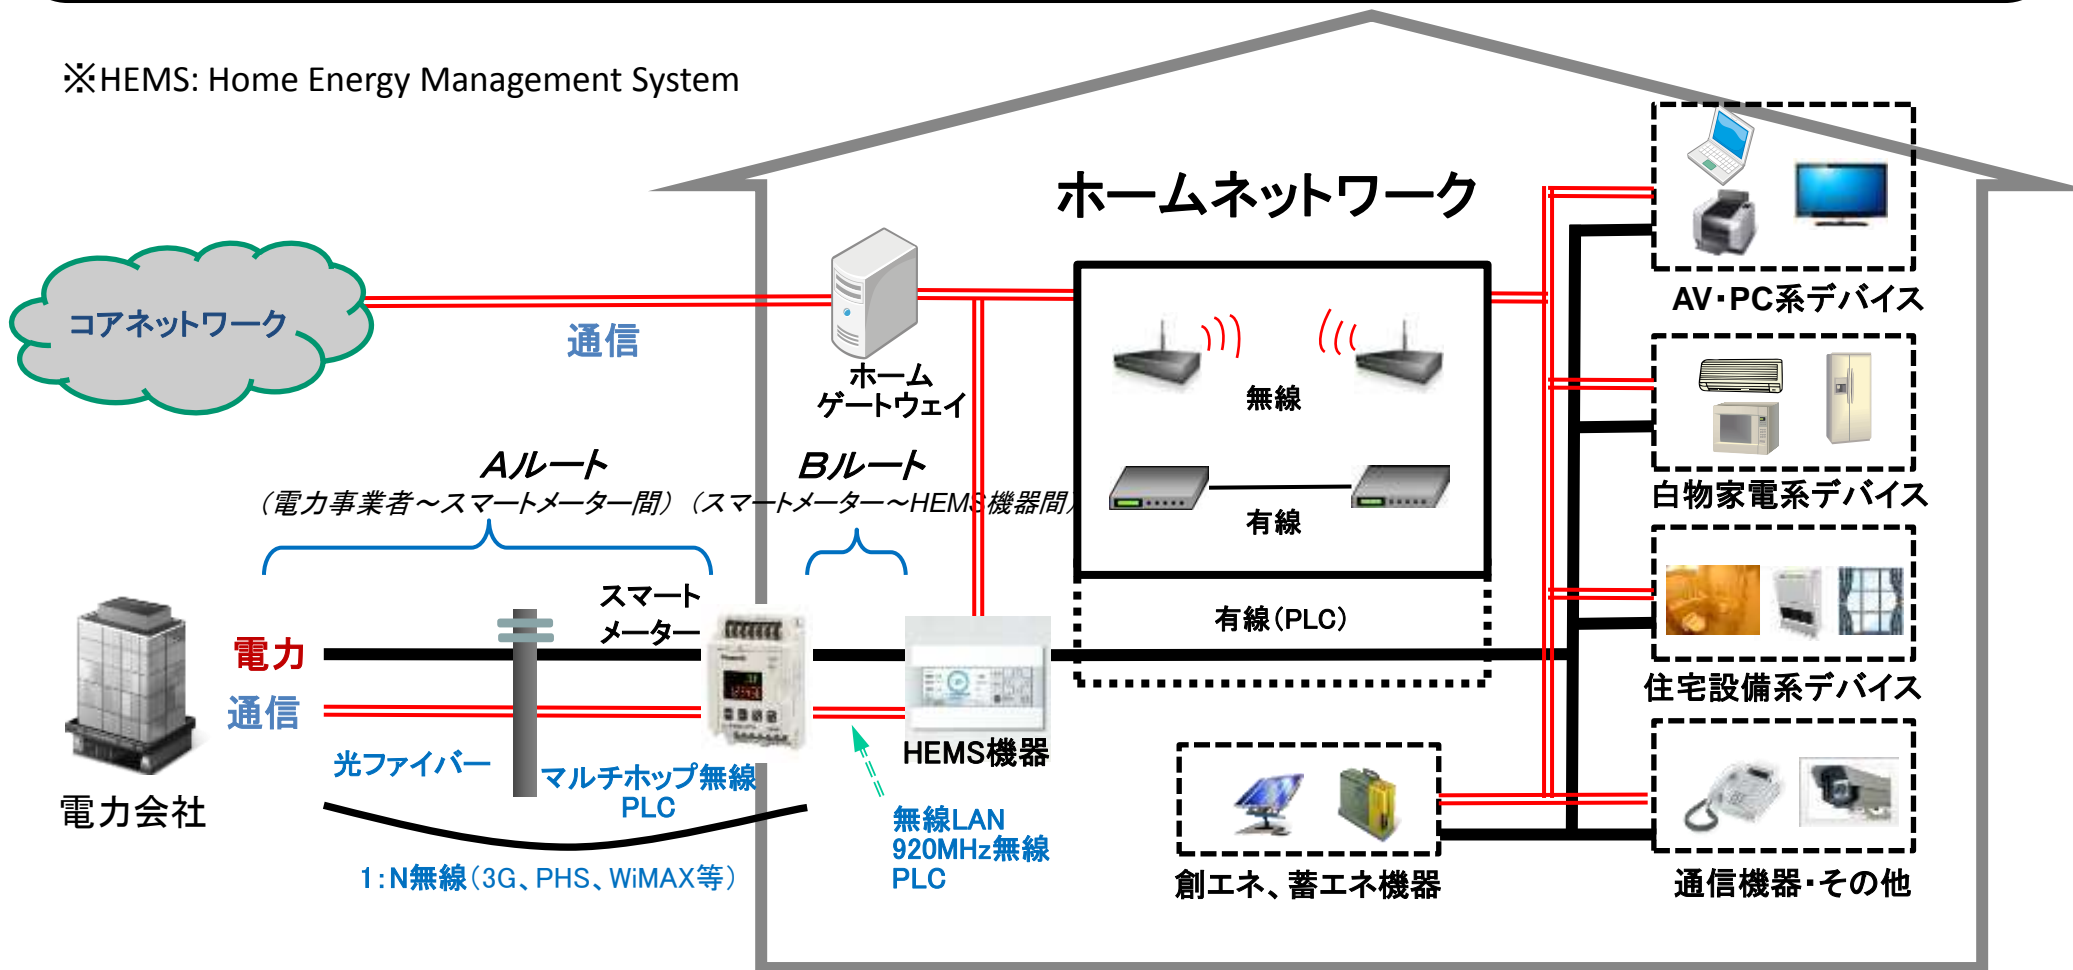 ※HEMS: Home Energy Management System
ホームネットワーク
コアネットワーク
通信
ホーム
ゲートウェイ
無線
有線
有線(PLC)
AV・PC系デバイス
白物家電系デバイス
住宅設備系デバイス
通信機器・その他
創エネ、蓄エネ機器
Aルート
(電力事業者～スマートメーター間)
Bルート
(スマートメーター～HEMS機器間)
スマート
メーター
電力
通信
電力会社
光ファイバー
マルチホップ無線
PLC
1:N無線(3G、PHS、WiMAX等)
HEMS機器
無線LAN
920MHz無線
PLC